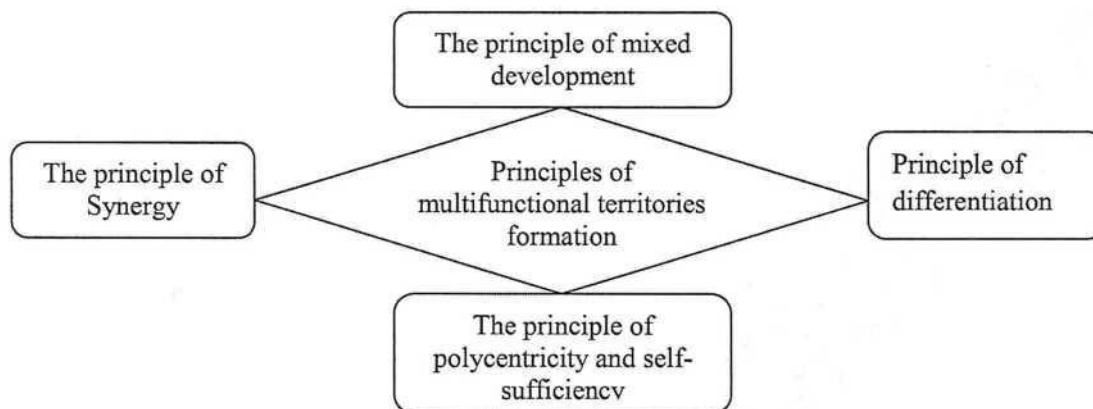 The principle of mixed
development
The principle of
Synergy
Principles of
multifunctional territories
formation
Principle of
differentiation
The principle of
polycentricity and self-
sufficiency